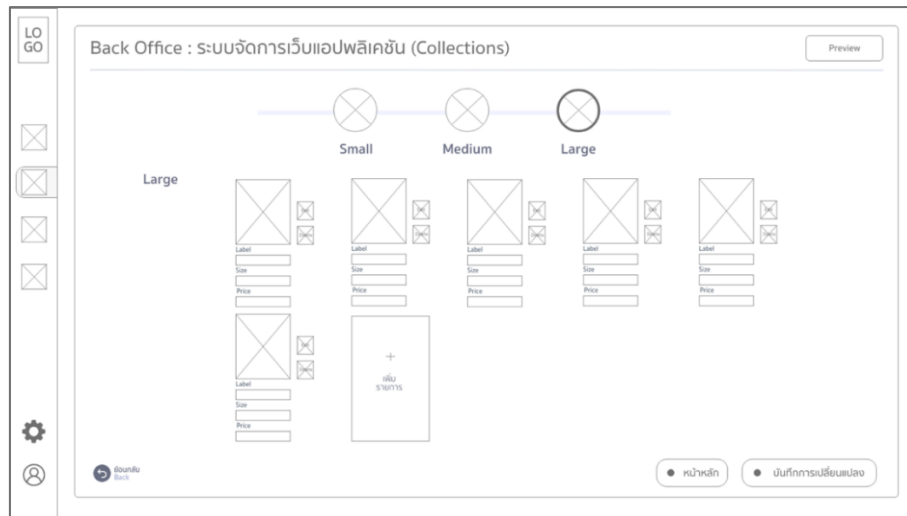 LO
GO
Back Office : ระบบจัดการเว็บแอปพลิเคชัน (Collections)
Preview
Small Medium Large
Large
Label Label Label Label Label
Size Size Size Size Size
Price Price Price Price Price
Label
Size
Price
+
เพิ่ม
รายการ
ย้อนกลับ
Back
หน้าหลัก
บันทึกการเปลี่ยนแปลง